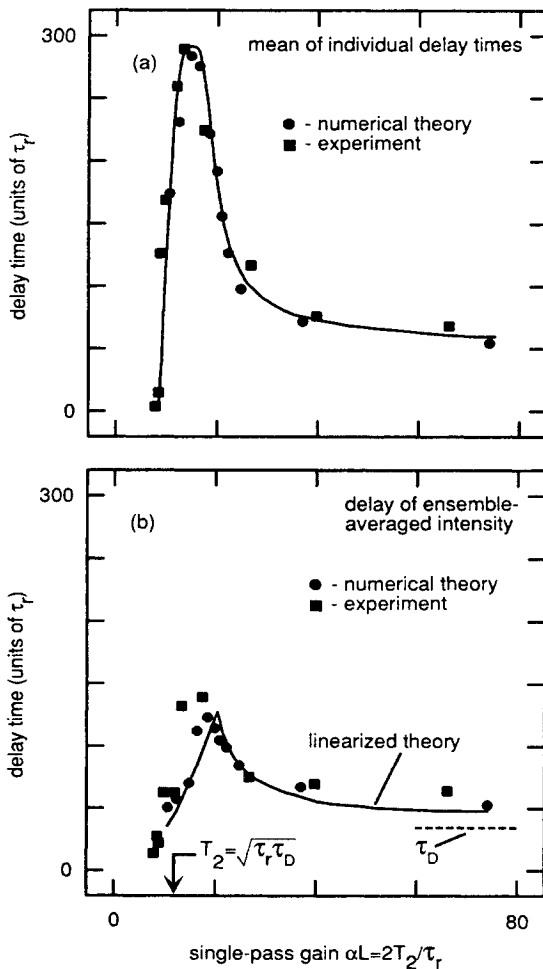 300
mean of individual delay times
(a)
● - numerical theory
■ - experiment
delay time (units of τr)
0
300
(b)
delay of ensemble-
averaged intensity
● - numerical theory
■ - experiment
delay time (units of τr)
linearized theory
T2=√τrτD
τD
0
0
80
single-pass gain αL=2T2/τr